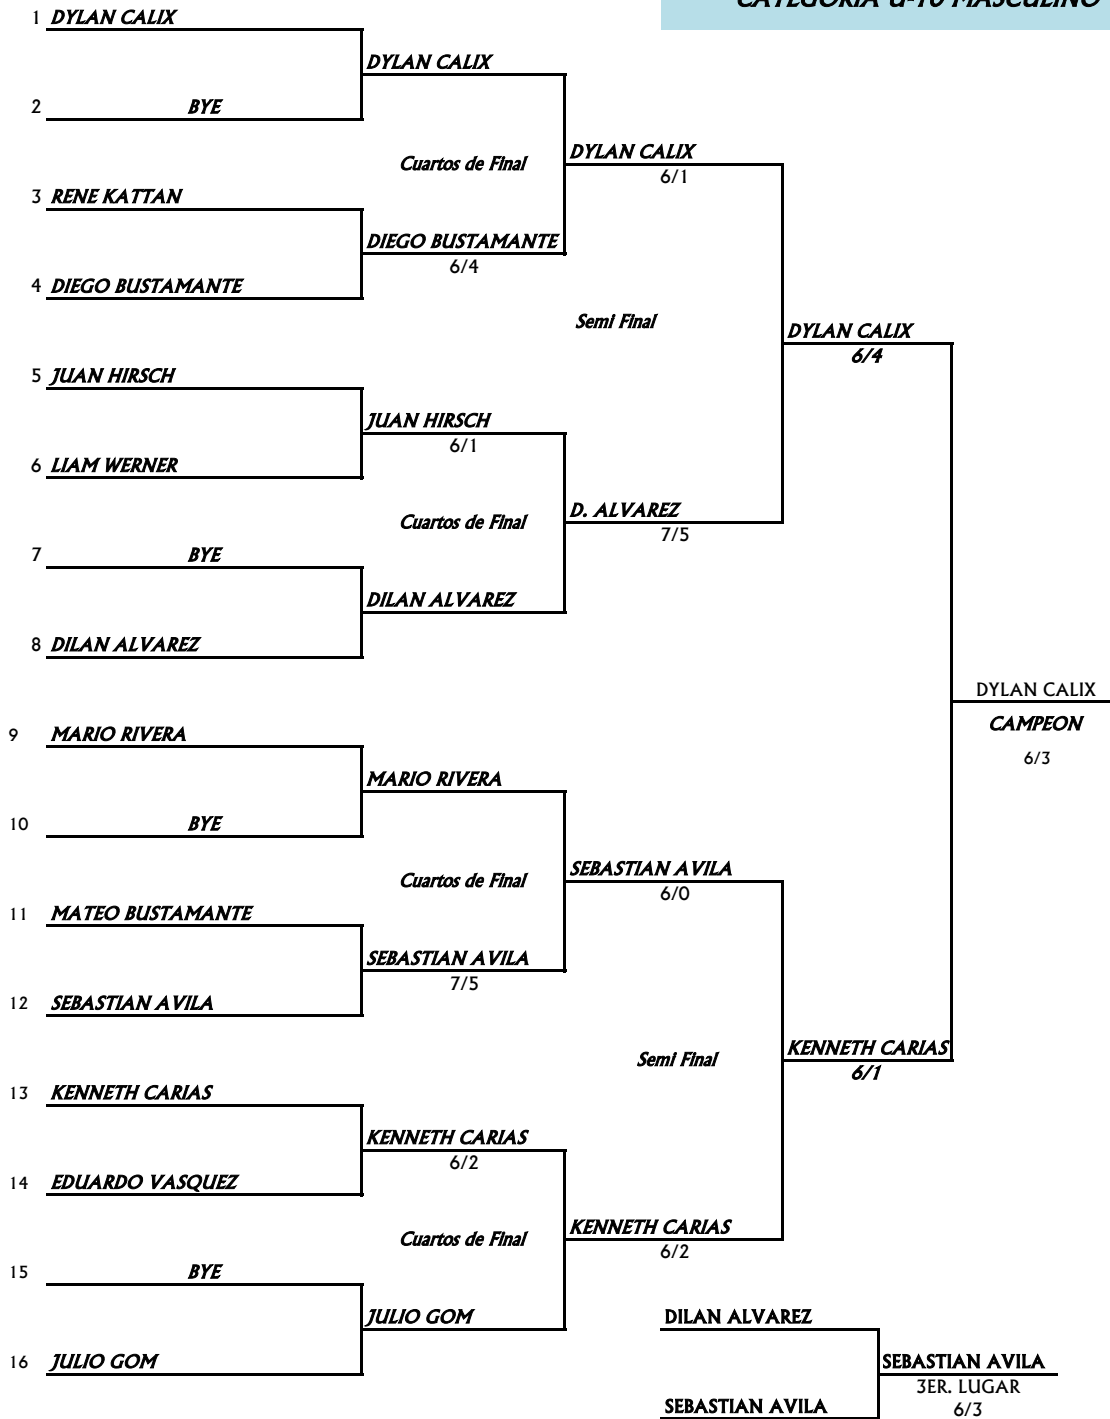 CATEGORIA U-10 MASCULINO
1 DYLAN CALIX
DYLAN CALIX
2 BYE
Cuartos de Final
DYLAN CALIX
6/1
3 RENE KATTAN
DIEGO BUSTAMANTE
6/4
4 DIEGO BUSTAMANTE
Semi Final
DYLAN CALIX
6/4
5 JUAN HIRSCH
JUAN HIRSCH
6/1
6 LIAM WERNER
Cuartos de Final
D. ALVAREZ
7/5
7 BYE
DILAN ALVAREZ
8 DILAN ALVAREZ
DYLAN CALIX
CAMPEON
6/3
9 MARIO RIVERA
MARIO RIVERA
10 BYE
Cuartos de Final
SEBASTIAN AVILA
6/0
11 MATEO BUSTAMANTE
SEBASTIAN AVILA
7/5
12 SEBASTIAN AVILA
Semi Final
KENNETH CARIAS
6/1
13 KENNETH CARIAS
KENNETH CARIAS
6/2
14 EDUARDO VASQUEZ
Cuartos de Final
KENNETH CARIAS
6/2
15 BYE
JULIO GOM
16 JULIO GOM
DILAN ALVAREZ
SEBASTIAN AVILA
3ER. LUGAR
6/3
SEBASTIAN AVILA